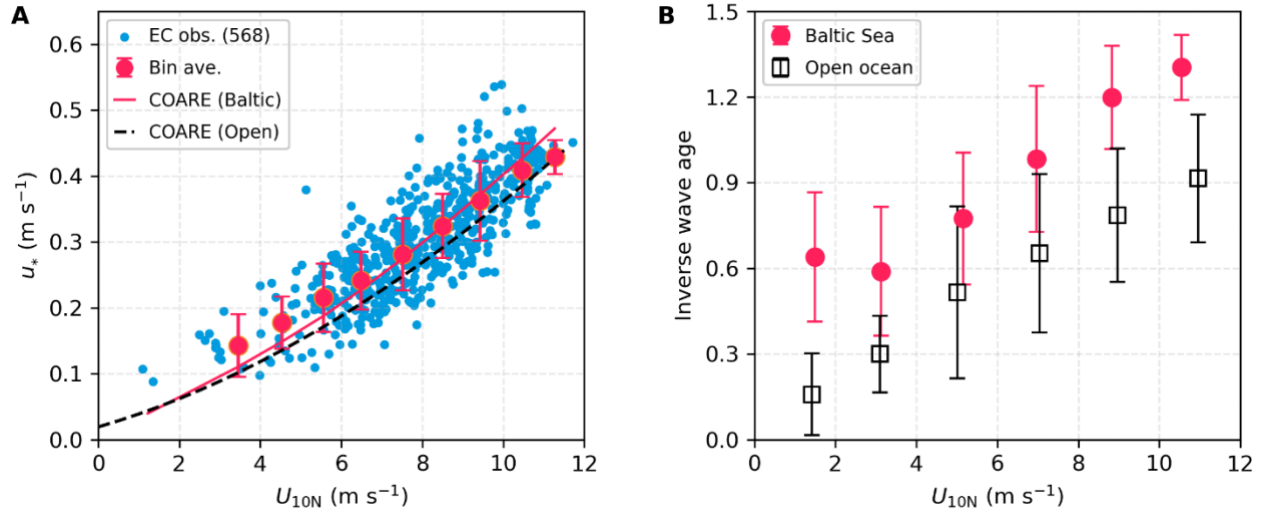 A
EC obs. (568)
Bin ave.
COARE (Baltic)
COARE (Open)
0.6
0.5
0.4
0.3
0.2
0.1
0.0
u* (m s⁻¹)
0 2 4 6 8 10 12
U10N (m s⁻¹)
B
Baltic Sea
Open ocean
1.5
1.2
0.9
0.6
0.3
0.0
Inverse wave age
0 2 4 6 8 10 12
U10N (m s⁻¹)